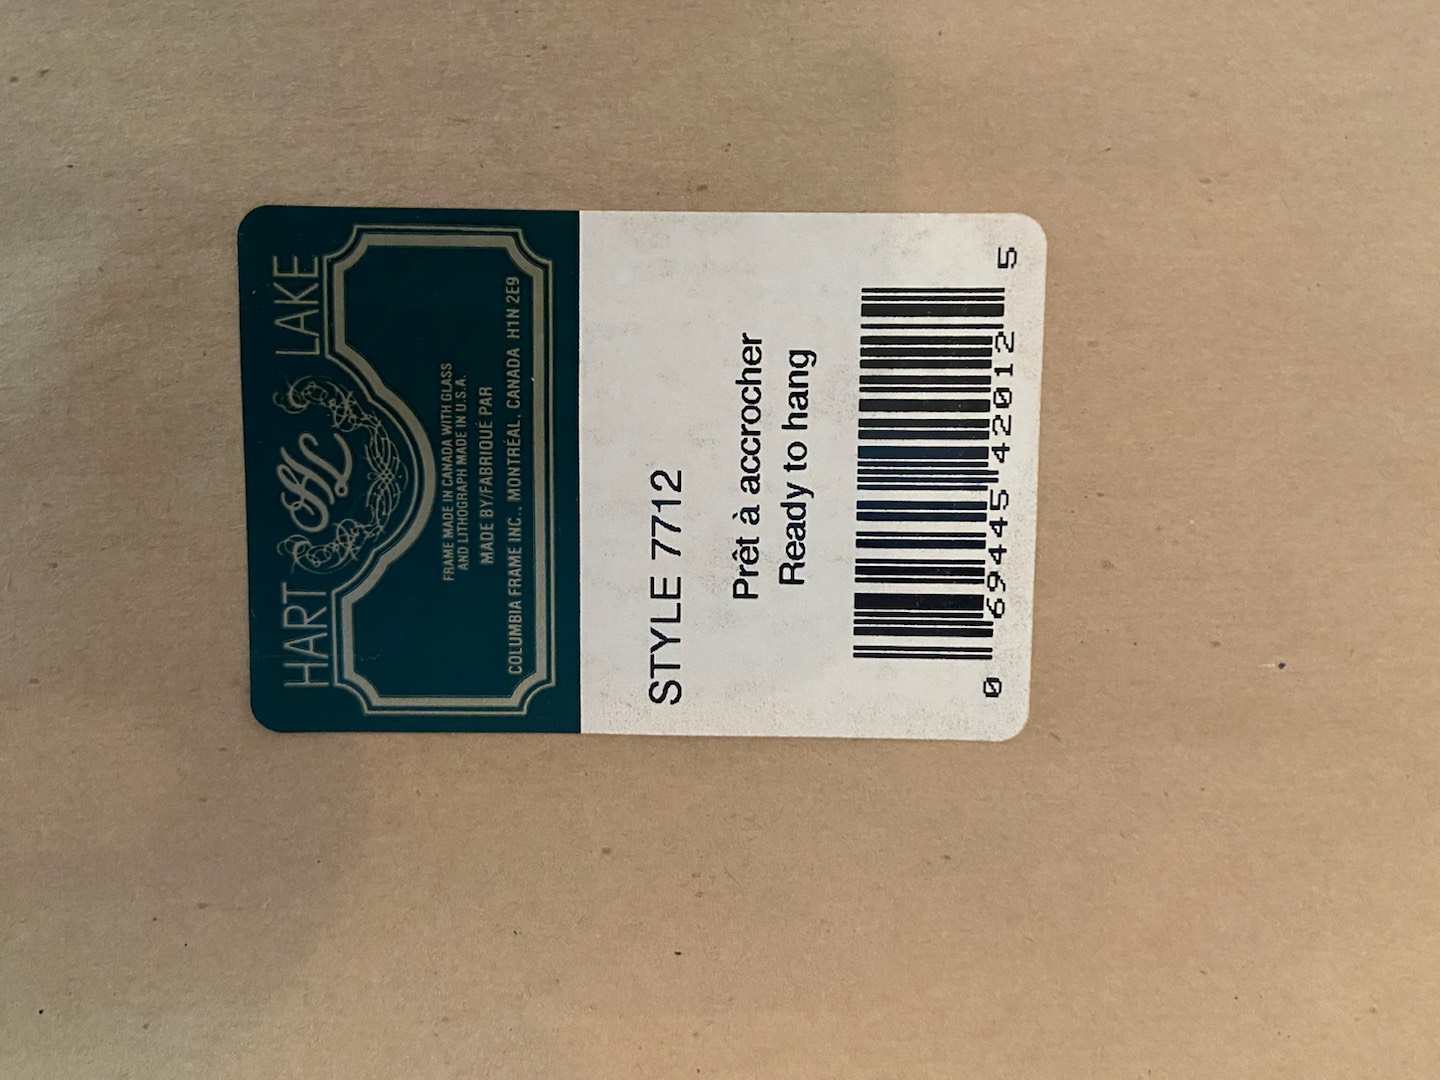 HART HL LAKE
FRAME MADE IN CANADA WITH GLASS
AND LITHOGRAPH MADE IN U.S.A.
MADE BY/FABRIQUÉ PAR
COLUMBIA FRAME INC., MONTRÉAL, CANADA H1N 2E9
STYLE 7712
Prêt à accrocher
Ready to hang
0 69445 42012 5